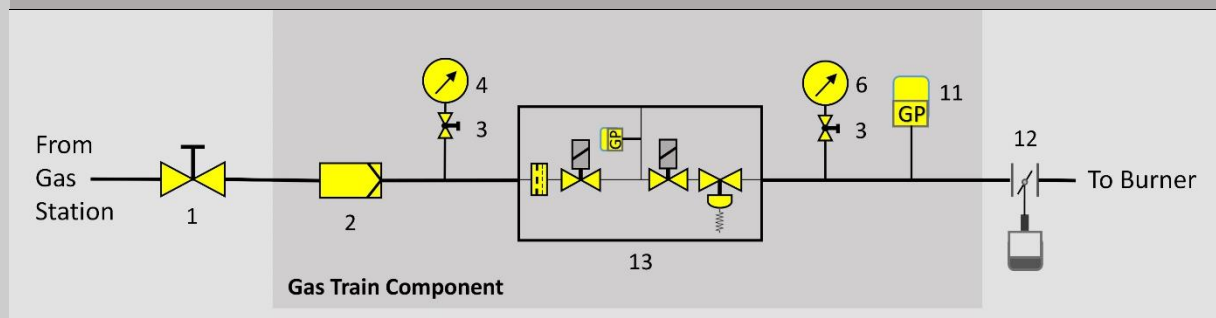 4
6
11
GP
3
GP
3
12
From
Gas
Station
To Burner
1
2
13
Gas Train Component